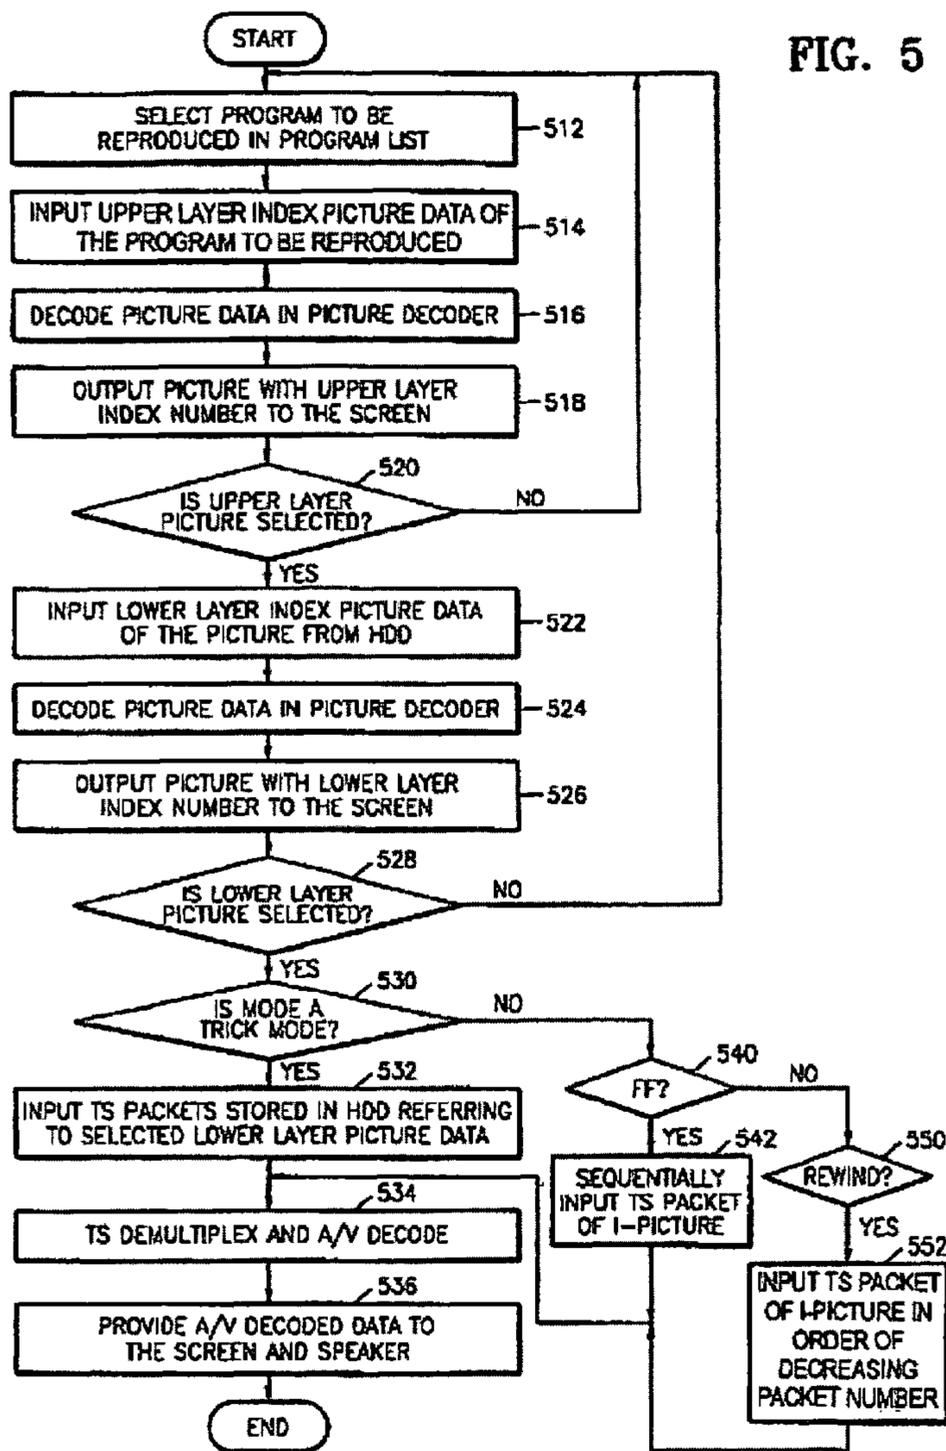 START
FIG. 5
SELECT PROGRAM TO BE
REPRODUCED IN PROGRAM LIST
512
INPUT UPPER LAYER INDEX PICTURE DATA OF
THE PROGRAM TO BE REPRODUCED
514
DECODE PICTURE DATA IN PICTURE DECODER
516
OUTPUT PICTURE WITH UPPER LAYER
INDEX NUMBER TO THE SCREEN
518
520
IS UPPER LAYER
PICTURE SELECTED?
NO
YES
INPUT LOWER LAYER INDEX PICTURE DATA
OF THE PICTURE FROM HDD
522
DECODE PICTURE DATA IN PICTURE DECODER
524
OUTPUT PICTURE WITH LOWER LAYER
INDEX NUMBER TO THE SCREEN
526
528
IS LOWER LAYER
PICTURE SELECTED?
NO
YES
530
IS MODE A
TRICK MODE?
NO
YES
532
INPUT TS PACKETS STORED IN HDD REFERRING
TO SELECTED LOWER LAYER PICTURE DATA
540
FF?
NO
YES
542
SEQUENTIALLY
INPUT TS PACKET
OF I-PICTURE
550
REWIND?
YES
552
INPUT TS PACKET
OF I-PICTURE IN
ORDER OF
DECREASING
PACKET NUMBER
534
TS DEMULTIPLEX AND A/V DECODE
536
PROVIDE A/V DECODED DATA TO
THE SCREEN AND SPEAKER
END